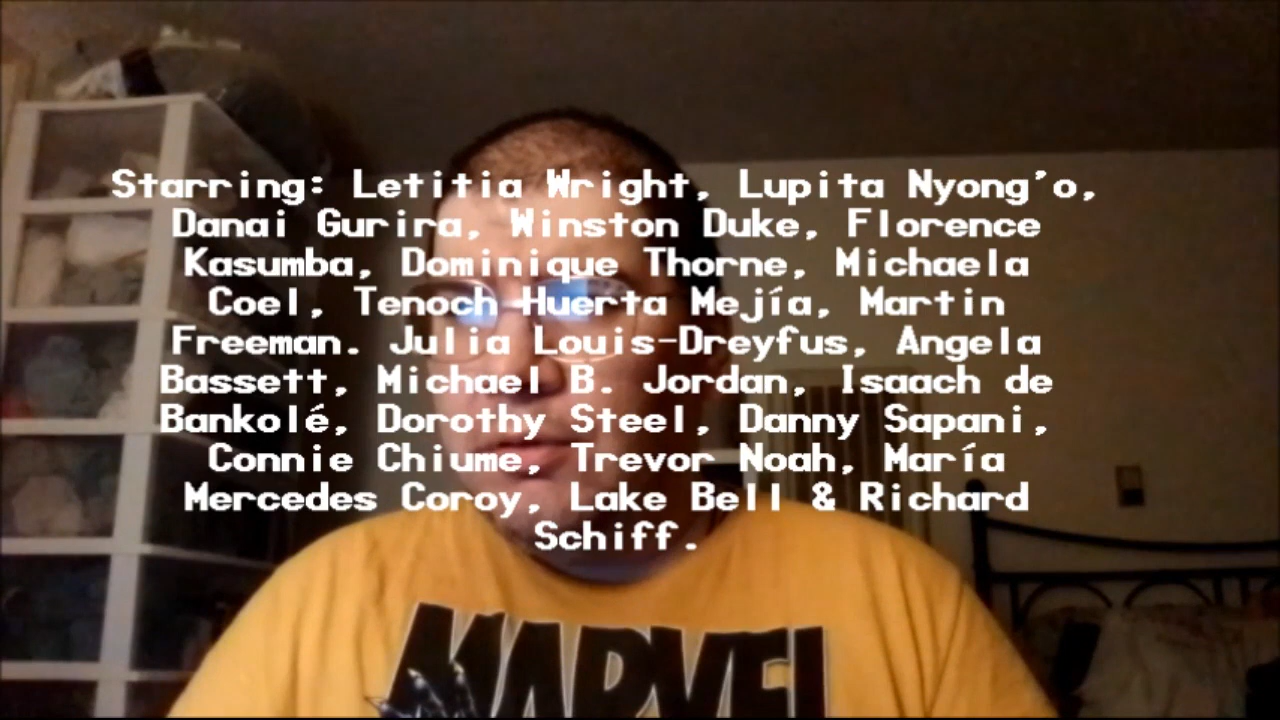 Starring: Letitia Wright, Lupita Nyong'o,
Danai Gurira, Winston Duke, Florence
Kasumba, Dominique Thorne, Michaela
Coel, Tenoch Huerta Mejía, Martin
Freeman. Julia Louis-Dreyfus, Angela
Bassett, Michael B. Jordan, Isaach de
Bankolé, Dorothy Steel, Danny Sapani,
Connie Chiume, Trevor Noah, María
Mercedes Coroy, Lake Bell & Richard
Schiff.
MARVEL